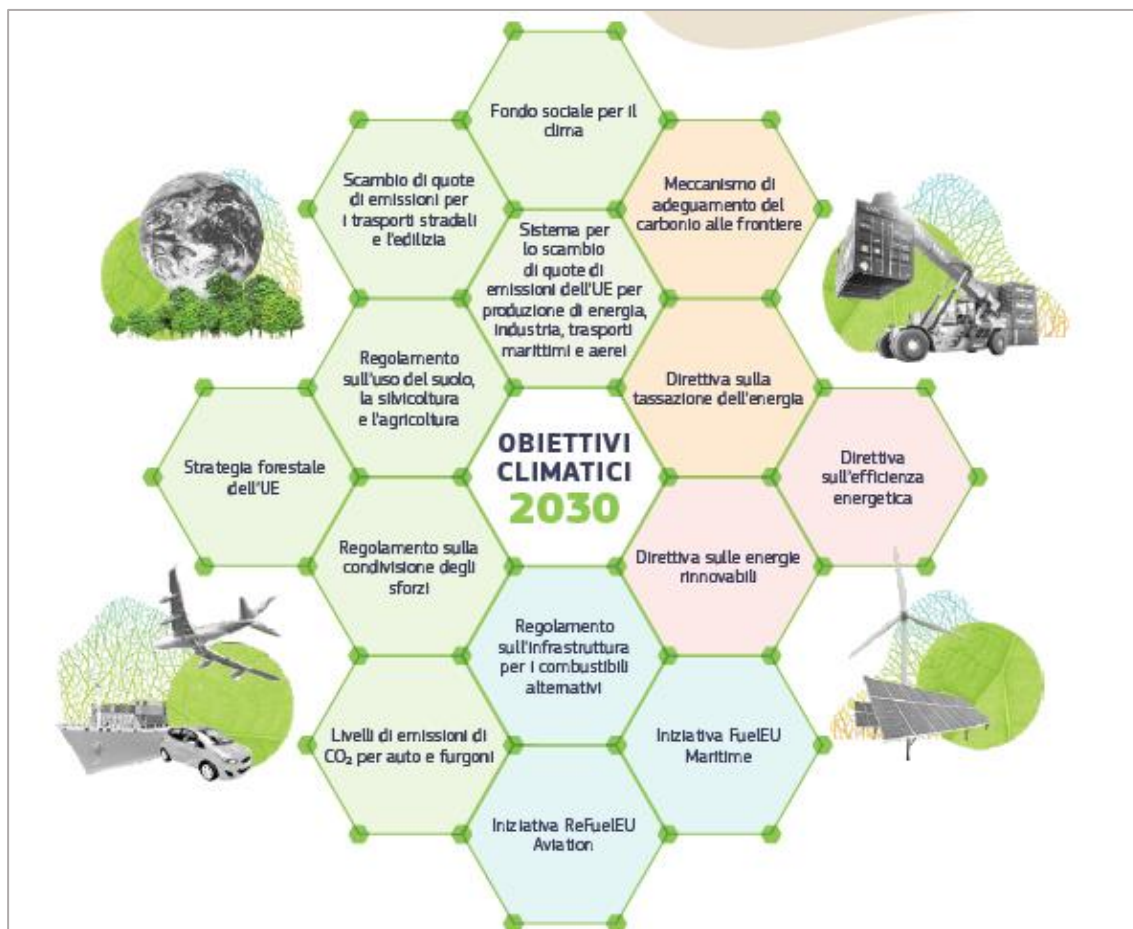 Fondo sociale per il
clima
Scambio di quote
di emissioni per
i trasporti stradali
e l'edilizia
Meccanismo di
adeguamento del
carbonio alle frontiere
Sistema per
lo scambio
di quote di
emissioni dell'UE per
produzione di energia,
industria, trasporti
marittimi e aerei
Regolamento
sull'uso del suolo,
la silvicoltura
e l'agricoltura
Direttiva sulla
tassazione dell'energia
Strategia forestale
dell'UE
OBIETTIVI
CLIMATICI
2030
Direttiva
sull'efficienza
energetica
Regolamento sulla
condivisione degli
sforzi
Direttiva sulle energie
rinnovabili
Regolamento
sull'infrastruttura
per i combustibili
alternativi
Livelli di emissioni di
CO₂ per auto e furgoni
Iniziativa FuelEU
Maritime
Iniziativa ReFuelEU
Aviation